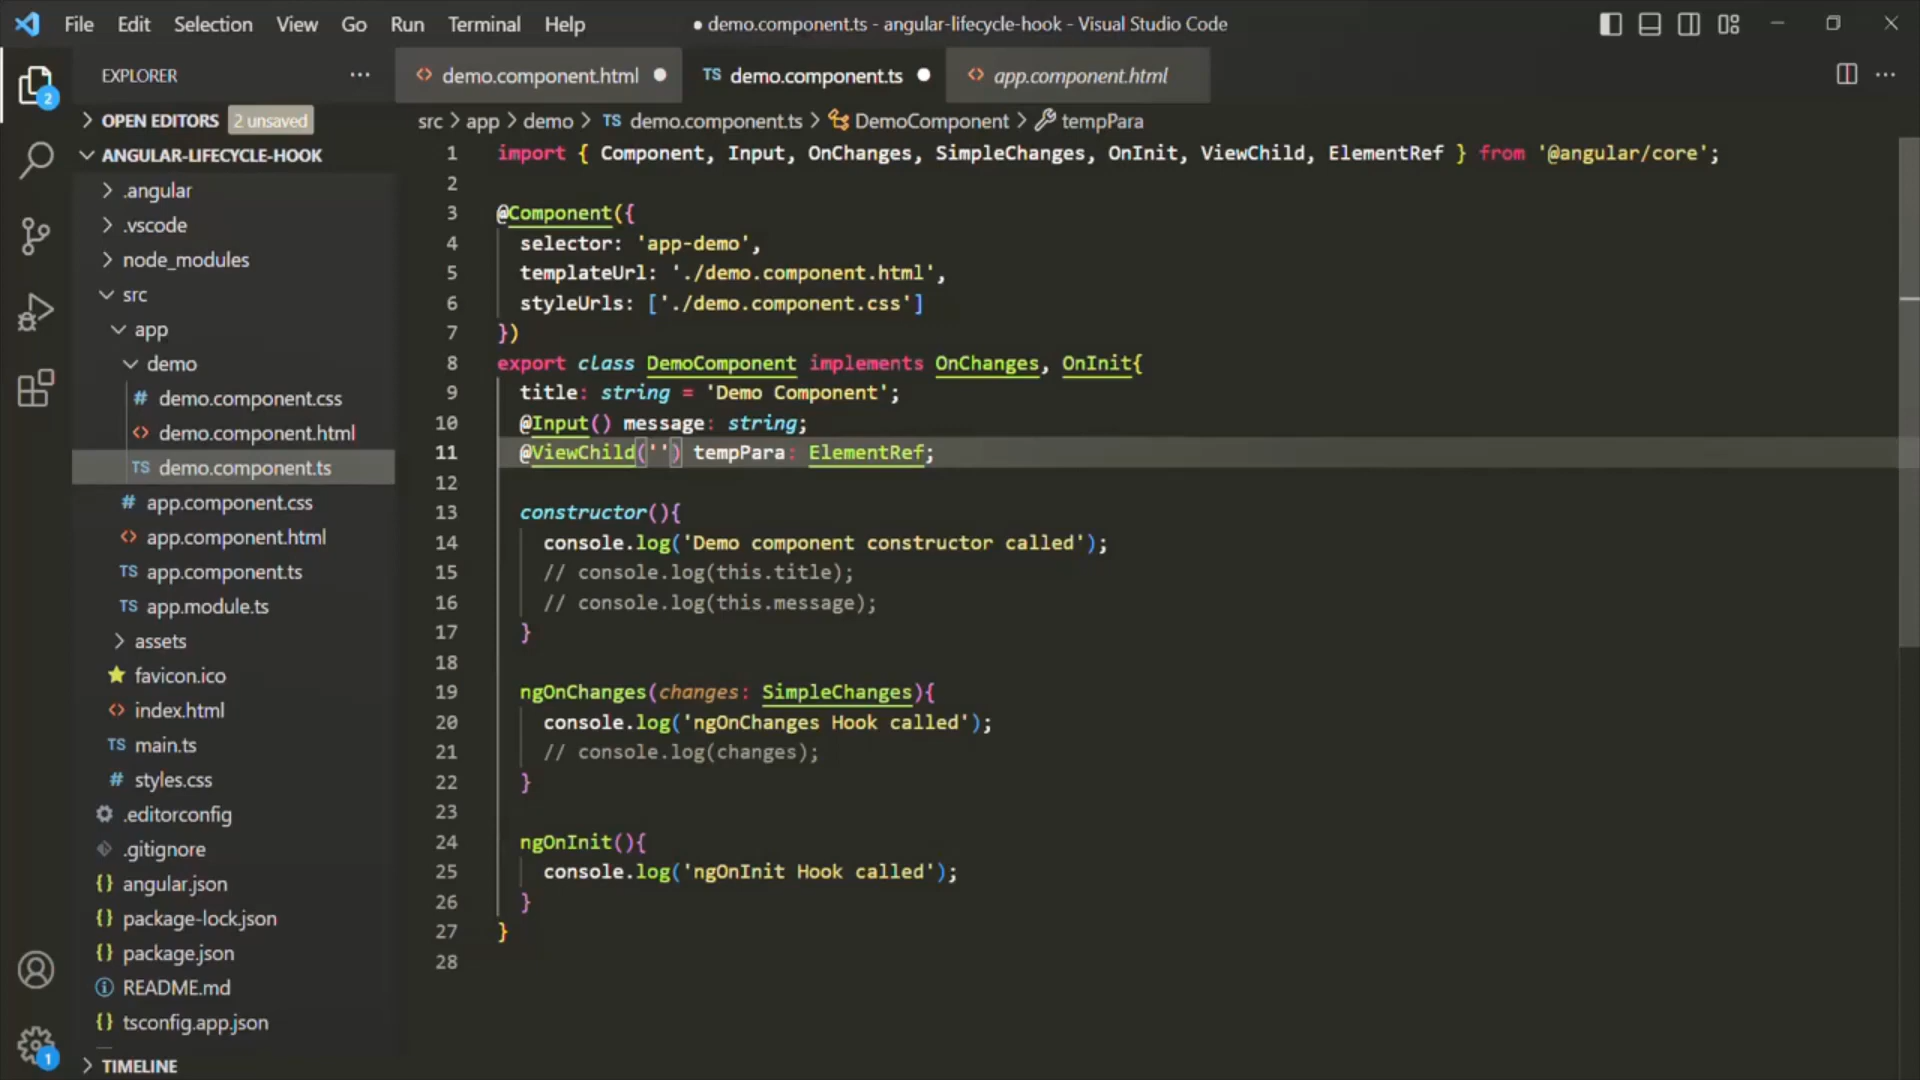 File Edit Selection View Go Run Terminal Help
● demo.component.ts - angular-lifecycle-hook - Visual Studio Code
EXPLORER
OPEN EDITORS 2 unsaved
ANGULAR-LIFECYCLE-HOOK
.angular
.vscode
node_modules
src
app
demo
# demo.component.css
<> demo.component.html
TS demo.component.ts
# app.component.css
<> app.component.html
TS app.component.ts
TS app.module.ts
assets
favicon.ico
<> index.html
TS main.ts
# styles.css
.editorconfig
.gitignore
{} angular.json
{} package-lock.json
{} package.json
README.md
{} tsconfig.app.json
TIMELINE
2
1
<> demo.component.html ● TS demo.component.ts ● <> app.component.html
src > app > demo > TS demo.component.ts > DemoComponent > tempPara
1 import { Component, Input, OnChanges, SimpleChanges, OnInit, ViewChild, ElementRef } from '@angular/core';
2
3 @Component({
4 selector: 'app-demo',
5 templateUrl: './demo.component.html',
6 styleUrls: ['./demo.component.css']
7 })
8 export class DemoComponent implements OnChanges, OnInit{
9 title: string = 'Demo Component';
10 @Input() message: string;
11 @ViewChild('') tempPara: ElementRef;
12
13 constructor(){
14 console.log('Demo component constructor called');
15 // console.log(this.title);
16 // console.log(this.message);
17 }
18
19 ngOnChanges(changes: SimpleChanges){
20 console.log('ngOnChanges Hook called');
21 // console.log(changes);
22 }
23
24 ngOnInit(){
25 console.log('ngOnInit Hook called');
26 }
27 }
28